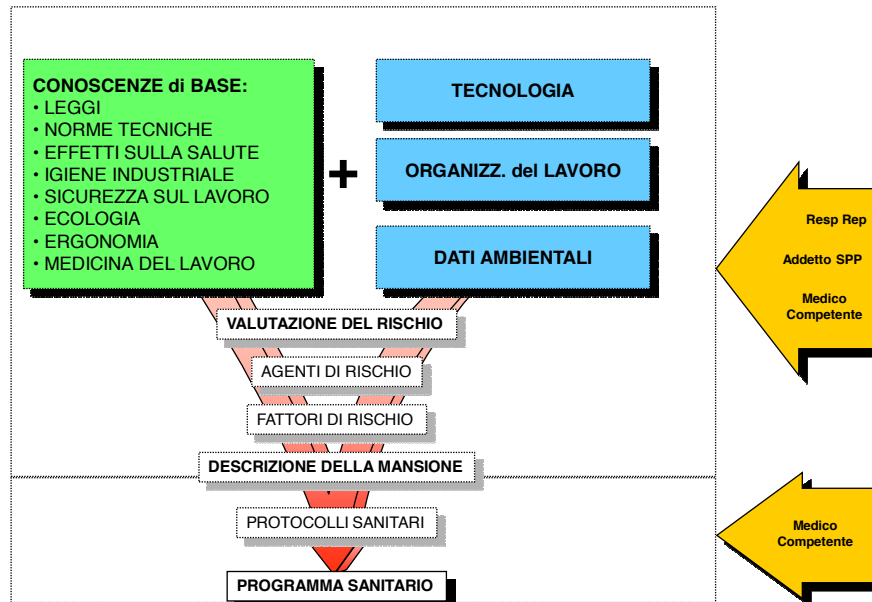 CONOSCENZE di BASE:
• LEGGI
• NORME TECNICHE
• EFFETTI SULLA SALUTE
• IGIENE INDUSTRIALE
• SICUREZZA SUL LAVORO
• ECOLOGIA
• ERGONOMIA
• MEDICINA DEL LAVORO
+
TECNOLOGIA
ORGANIZZ. del LAVORO
DATI AMBIENTALI
Resp Rep
Addetto SPP
Medico
Competente
VALUTAZIONE DEL RISCHIO
AGENTI DI RISCHIO
FATTORI DI RISCHIO
DESCRIZIONE DELLA MANSIONE
PROTOCOLLI SANITARI
Medico
Competente
PROGRAMMA SANITARIO